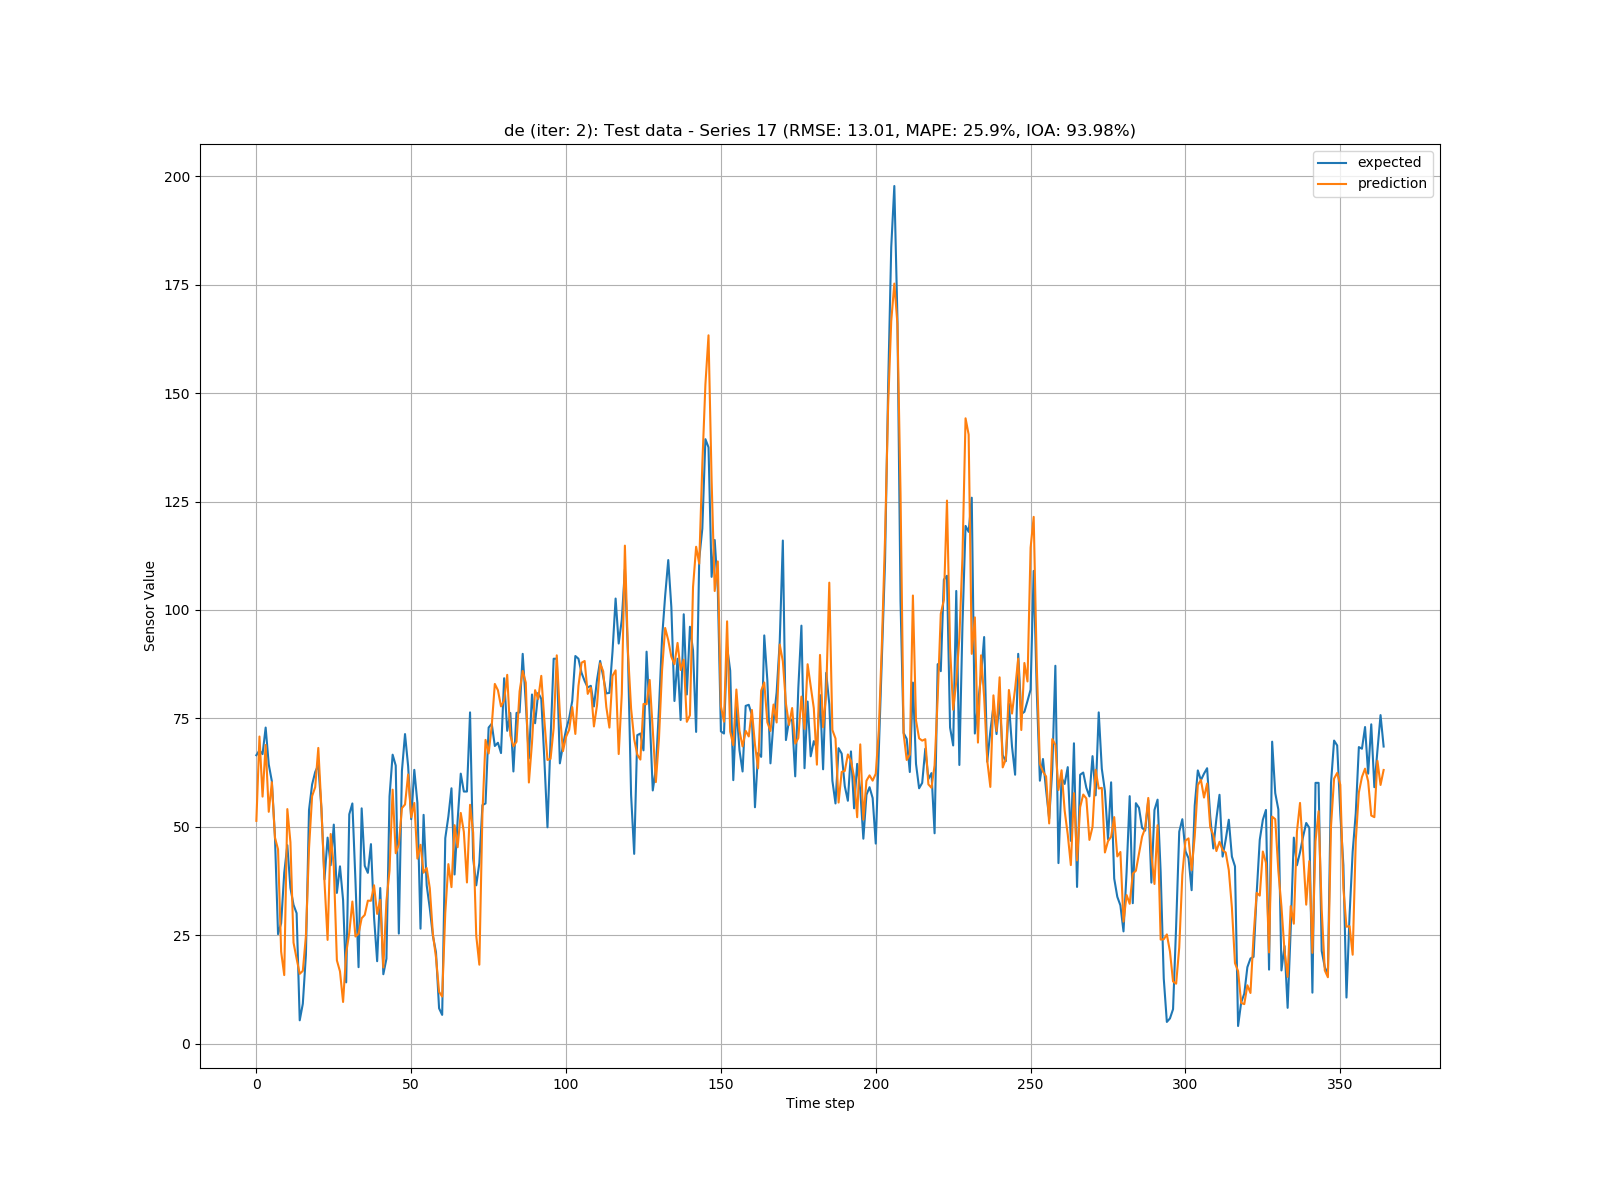 de (iter: 2): Test data - Series 17 (RMSE: 13.01, MAPE: 25.9%, IOA: 93.98%)
expected
prediction
200
175
150
125
100
75
50
25
0
Sensor Value
0 50 100 150 200 250 300 350
Time step